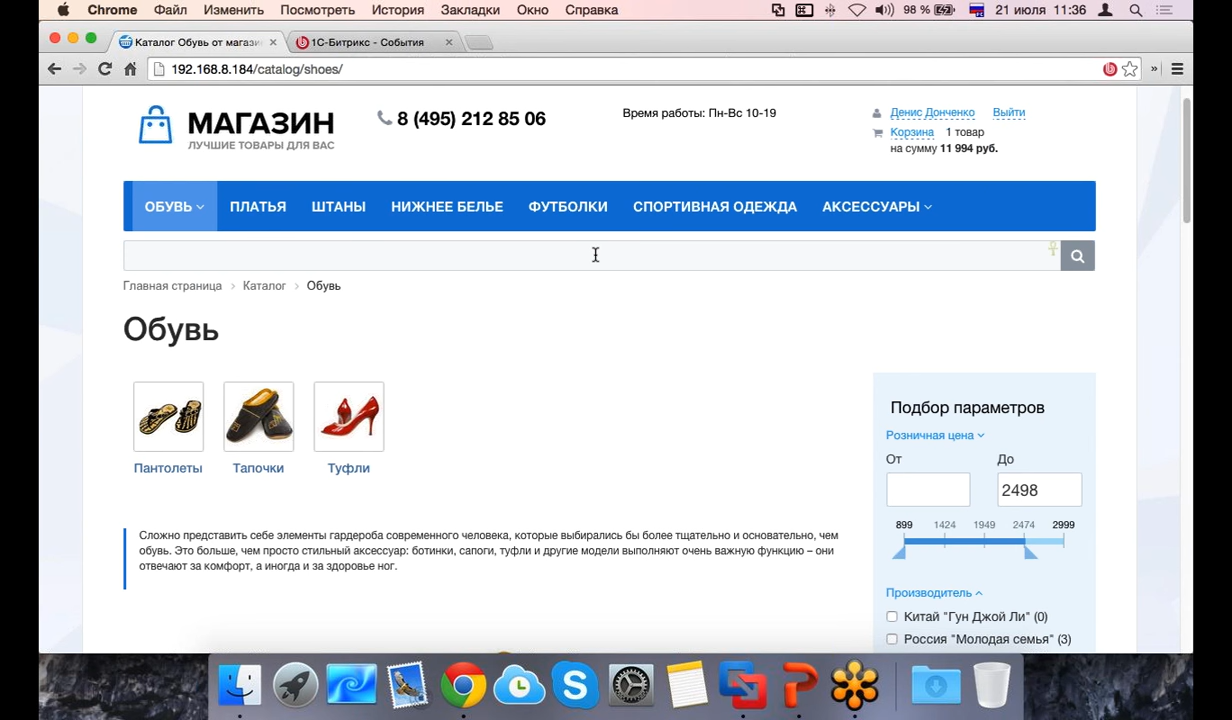 Chrome Файл Изменить Посмотреть История Закладки Окно Справка 98 % 21 июля 11:36
Каталог Обувь от магази 1С-Битрикс - События
192.168.8.184/catalog/shoes/ »
МАГАЗИН
ЛУЧШИЕ ТОВАРЫ ДЛЯ ВАС
8 (495) 212 85 06
Время работы: Пн-Вс 10-19
Денис Донченко Выйти
Корзина 1 товар
на сумму 11 994 руб.
ОБУВЬ ПЛАТЬЯ ШТАНЫ НИЖНЕЕ БЕЛЬЕ ФУТБОЛКИ СПОРТИВНАЯ ОДЕЖДА АКСЕССУАРЫ
Главная страница > Каталог > Обувь
Обувь
Пантолеты Тапочки Туфли
Сложно представить себе элементы гардероба современного человека, которые выбирались бы более тщательно и основательно, чем
обувь. Это больше, чем просто стильный аксессуар: ботинки, сапоги, туфли и другие модели выполняют очень важную функцию – они
отвечают за комфорт, а иногда и за здоровье ног.
Подбор параметров
Розничная цена
От До
2498
899 1424 1949 2474 2999
Производитель
Китай "Гун Джой Ли" (0)
Россия "Молодая семья" (3)